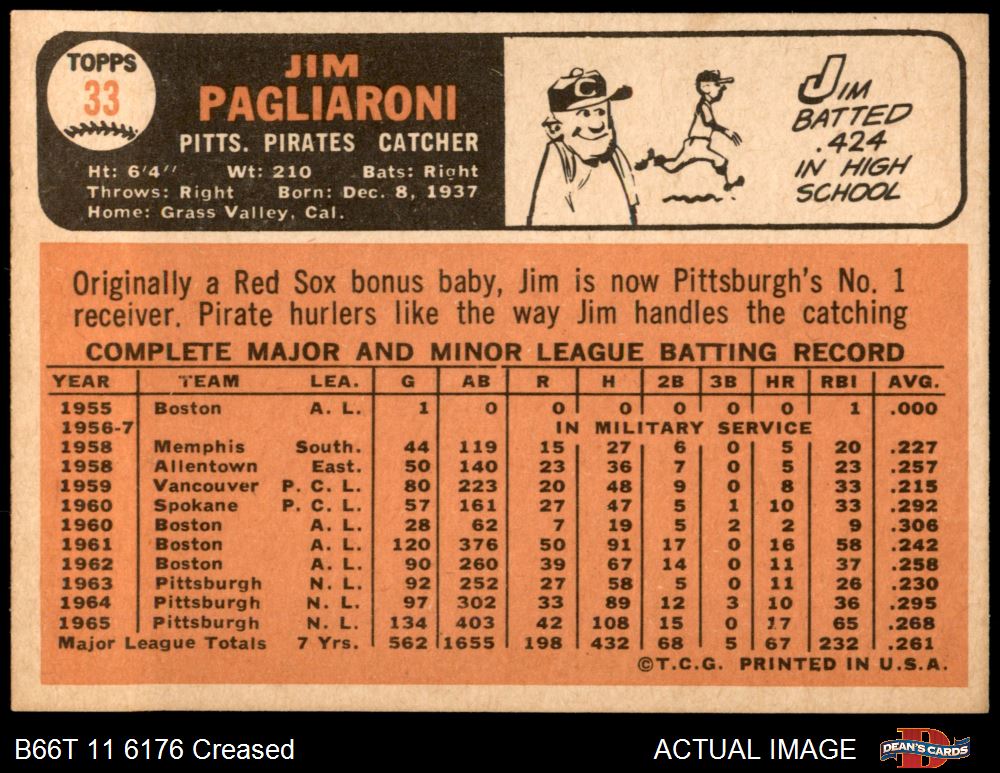 TOPPS
33
JIM
PAGLIARONI
PITTS. PIRATES CATCHER
Ht: 6'4" Wt: 210 Bats: Right
Throws: Right Born: Dec. 8, 1937
Home: Grass Valley, Cal.
C
JIM
BATTED
.424
IN HIGH
SCHOOL
Originally a Red Sox bonus baby, Jim is now Pittsburgh's No. 1
receiver. Pirate hurlers like the way Jim handles the catching
COMPLETE MAJOR AND MINOR LEAGUE BATTING RECORD
YEAR TEAM LEA. G AB R H 2B 3B HR RBI AVG.
1955 Boston A. L. 1 0 0 0 0 0 0 1 .000
1956-7 IN MILITARY SERVICE
1958 Memphis South. 44 119 15 27 6 0 5 20 .227
1958 Allentown East. 50 140 23 36 7 0 5 23 .257
1959 Vancouver P. C. L. 80 223 20 48 9 0 8 33 .215
1960 Spokane P. C. L. 57 161 27 47 5 1 10 33 .292
1960 Boston A. L. 28 62 7 19 5 2 2 9 .306
1961 Boston A. L. 120 376 50 91 17 0 16 58 .242
1962 Boston A. L. 90 260 39 67 14 0 11 37 .258
1963 Pittsburgh N. L. 92 252 27 58 5 0 11 26 .230
1964 Pittsburgh N. L. 97 302 33 89 12 3 10 36 .295
1965 Pittsburgh N. L. 134 403 42 108 15 0 17 65 .268
Major League Totals 7 Yrs. 562 1655 198 432 68 5 67 232 .261
©T.C.G. PRINTED IN U.S.A.
B66T 11 6176 Creased
ACTUAL IMAGE
DEAN'S CARDS